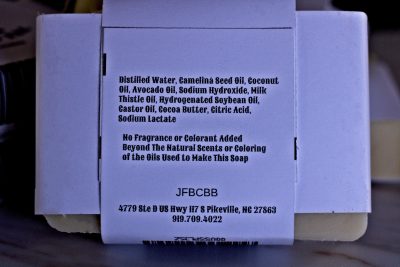 Distilled Water, Camelina Seed Oil, Coconut
Oil, Avocado Oil, Sodium Hydroxide, Milk
Thistle Oil, Hydrogenated Soybean Oil,
Castor Oil, Cocoa Butter, Citric Acid,
Sodium Lactate
No Fragrance or Colorant Added
Beyond The Natural Scents or Coloring
of the Oils Used to Make This Soap
JFBCBB
4779 Ste D US Hwy 117 S Pikeville, NC 27863
919.709.4022